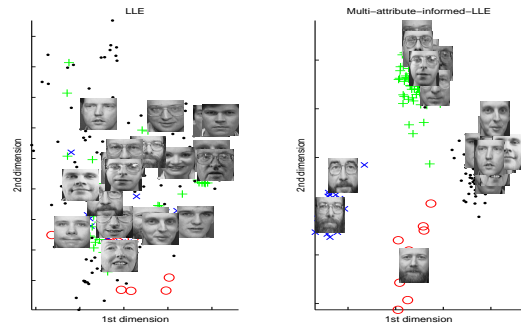 LLE
Multi-attribute-informed-LLE
2nd dimension
2nd dimension
1st dimension
1st dimension